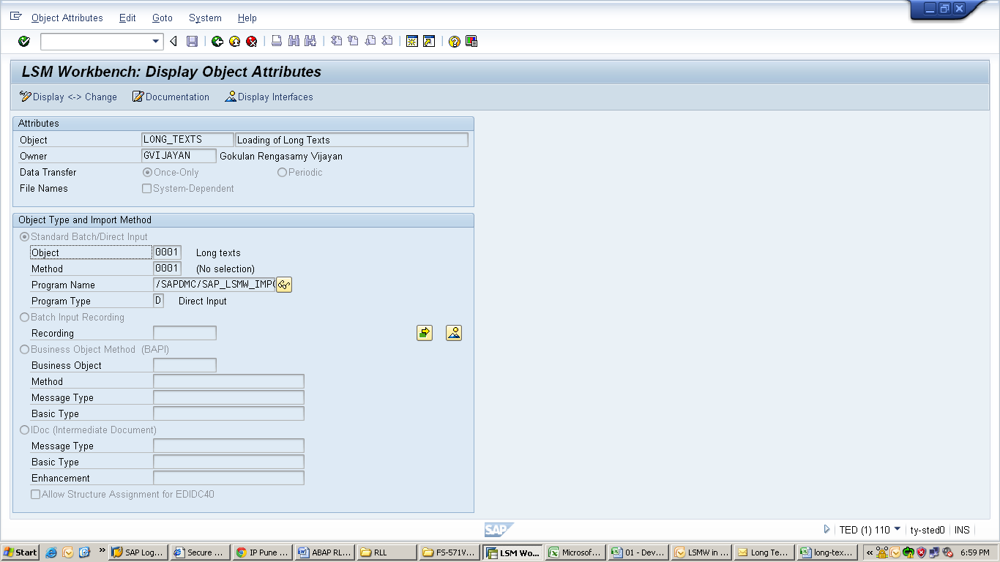 Object Attributes Edit Goto System Help
LSM Workbench: Display Object Attributes
Display <-> Change Documentation Display Interfaces
Attributes
Object LONG_TEXTS Loading of Long Texts
Owner GVIJAYAN Gokulan Rengasamy Vijayan
Data Transfer Once-Only Periodic
File Names System-Dependent
Object Type and Import Method
Standard Batch/Direct Input
Object 0001 Long texts
Method 0001 (No selection)
Program Name /SAPDMC/SAP_LSMW_IMP
Program Type D Direct Input
Batch Input Recording
Recording
Business Object Method (BAPI)
Business Object
Method
Message Type
Basic Type
IDoc (Intermediate Document)
Message Type
Basic Type
Enhancement
Allow Structure Assignment for EDIDC40
SAP TED (1) 110 ty-sted0 INS
Start » SAP Log... Secure ... IP Pune ... ABAP RL... RLL FS-571V... LSM Wo... Microsof... 01 - Dev... LSMW in ... Long Te... long-tex... « 6:59 PM